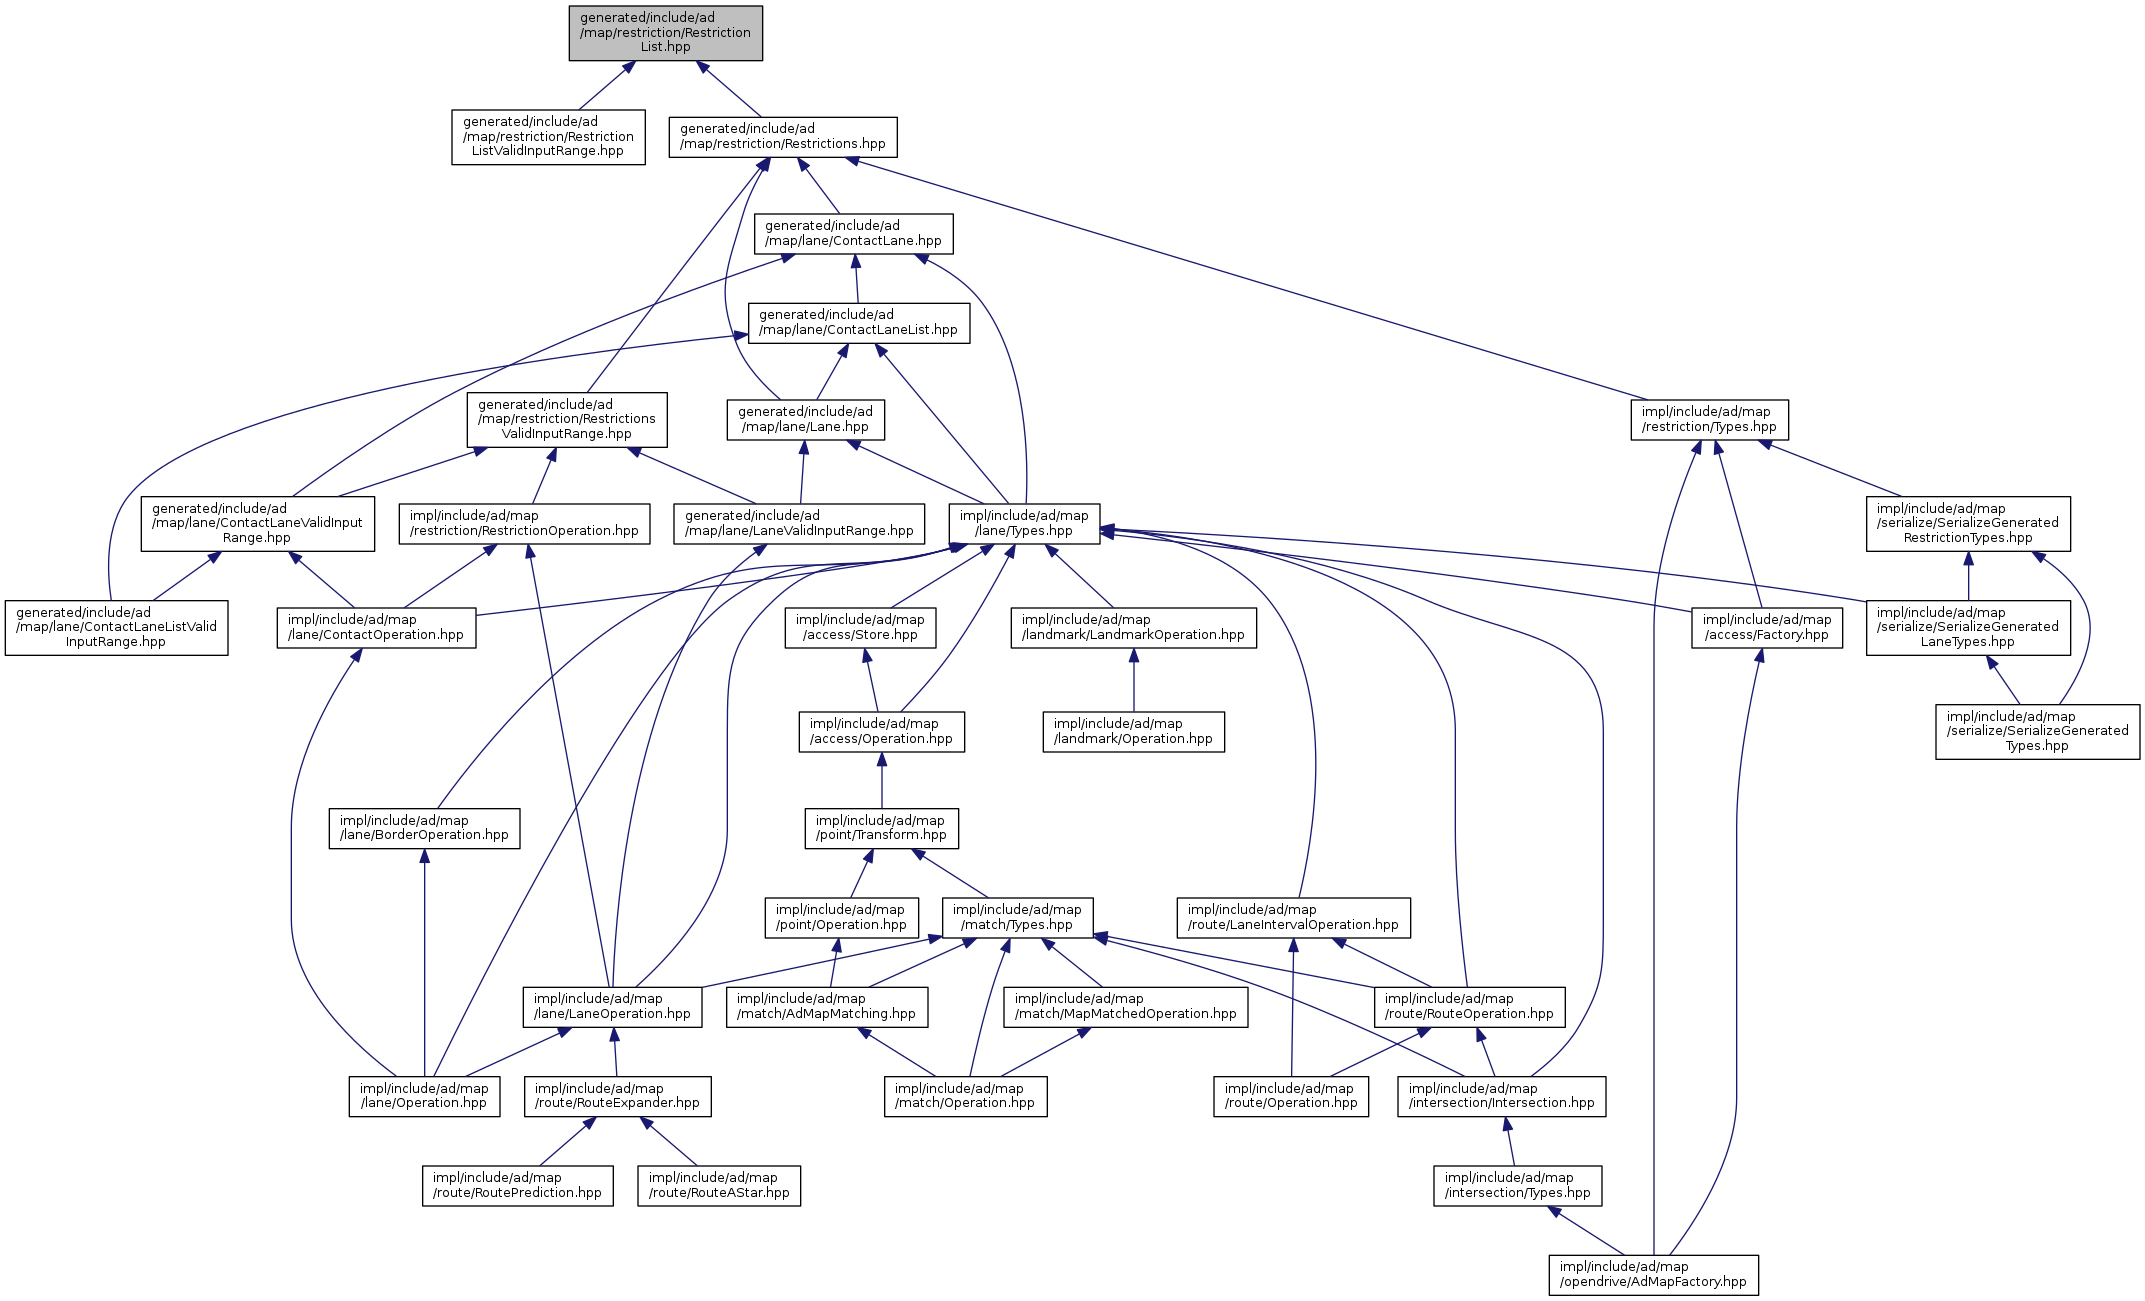 generated/include/ad
/map/restriction/Restriction
List.hpp
generated/include/ad
/map/restriction/Restriction
ListValidInputRange.hpp
generated/include/ad
/map/restriction/Restrictions.hpp
generated/include/ad
/map/lane/ContactLane.hpp
generated/include/ad
/map/lane/ContactLaneList.hpp
generated/include/ad
/map/restriction/Restrictions
ValidInputRange.hpp
generated/include/ad
/map/lane/Lane.hpp
impl/include/ad/map
/restriction/Types.hpp
generated/include/ad
/map/lane/ContactLaneValidInput
Range.hpp
impl/include/ad/map
/restriction/RestrictionOperation.hpp
generated/include/ad
/map/lane/LaneValidInputRange.hpp
impl/include/ad/map
/lane/Types.hpp
impl/include/ad/map
/serialize/SerializeGenerated
RestrictionTypes.hpp
generated/include/ad
/map/lane/ContactLaneListValid
InputRange.hpp
impl/include/ad/map
/lane/ContactOperation.hpp
impl/include/ad/map
/access/Store.hpp
impl/include/ad/map
/landmark/LandmarkOperation.hpp
impl/include/ad/map
/access/Factory.hpp
impl/include/ad/map
/serialize/SerializeGenerated
LaneTypes.hpp
impl/include/ad/map
/access/Operation.hpp
impl/include/ad/map
/landmark/Operation.hpp
impl/include/ad/map
/serialize/SerializeGenerated
Types.hpp
impl/include/ad/map
/lane/BorderOperation.hpp
impl/include/ad/map
/point/Transform.hpp
impl/include/ad/map
/point/Operation.hpp
impl/include/ad/map
/match/Types.hpp
impl/include/ad/map
/route/LaneIntervalOperation.hpp
impl/include/ad/map
/lane/LaneOperation.hpp
impl/include/ad/map
/match/AdMapMatching.hpp
impl/include/ad/map
/match/MapMatchedOperation.hpp
impl/include/ad/map
/route/RouteOperation.hpp
impl/include/ad/map
/lane/Operation.hpp
impl/include/ad/map
/route/RouteExpander.hpp
impl/include/ad/map
/match/Operation.hpp
impl/include/ad/map
/route/Operation.hpp
impl/include/ad/map
/intersection/Intersection.hpp
impl/include/ad/map
/route/RoutePrediction.hpp
impl/include/ad/map
/route/RouteAStar.hpp
impl/include/ad/map
/intersection/Types.hpp
impl/include/ad/map
/opendrive/AdMapFactory.hpp